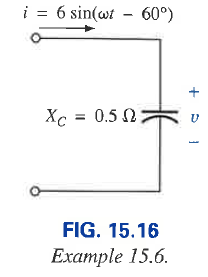 i = 6 sin(ωt − 60°)
+
X_C = 0.5 Ω
υ
−
FIG. 15.16
Example 15.6.